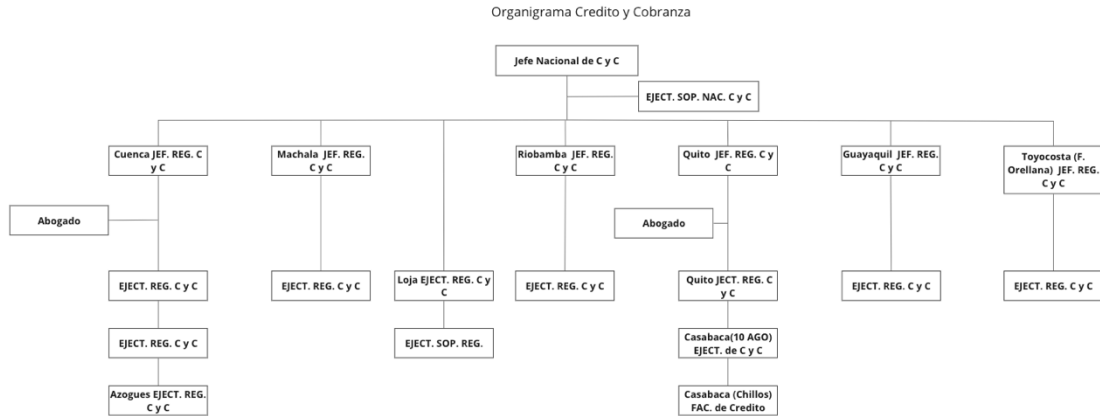 Organigrama Credito y Cobranza
Jefe Nacional de C y C
EJECT. SOP. NAC. C y C
Cuenca JEF. REG. C
y C
Machala JEF. REG.
C y C
Riobamba JEF. REG.
C y C
Quito JEF. REG. C y
C
Guayaquil JEF. REG.
C y C
Toyocosta (F.
Orellana) JEF. REG.
C y C
Abogado
Abogado
EJECT. REG. C y C
EJECT. REG. C y C
Loja EJECT. REG. C y
C
EJECT. REG. C y C
Quito JECT. REG. C
y C
EJECT. REG. C y C
EJECT. REG. C y C
EJECT. REG. C y C
EJECT. SOP. REG.
Casabaca(10 AGO)
EJECT. de C y C
Azogues EJECT. REG.
C y C
Casabaca (Chillos)
FAC. de Credito